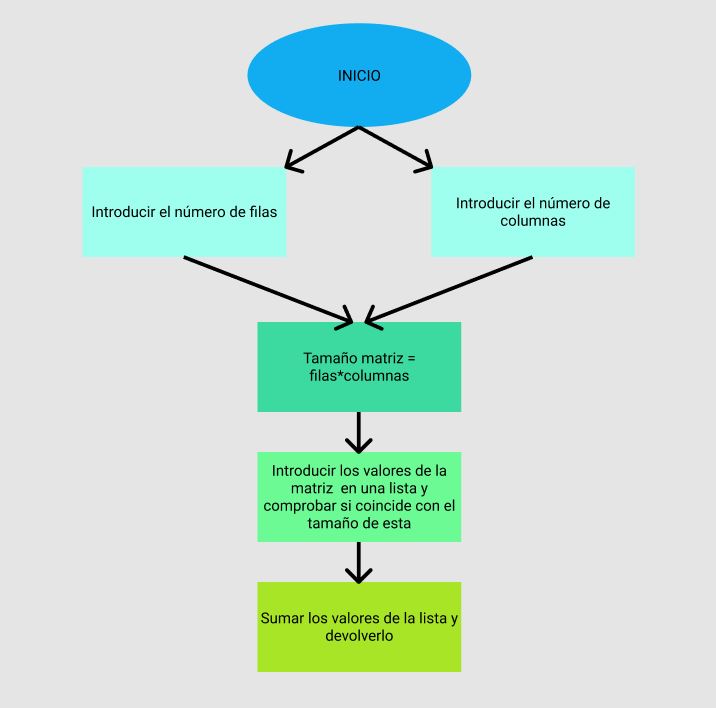 INICIO
Introducir el número de filas
Introducir el número de
columnas
Tamaño matriz =
filas*columnas
Introducir los valores de la
matriz  en una lista y
comprobar si coincide con el
tamaño de esta
Sumar los valores de la lista y
devolverlo